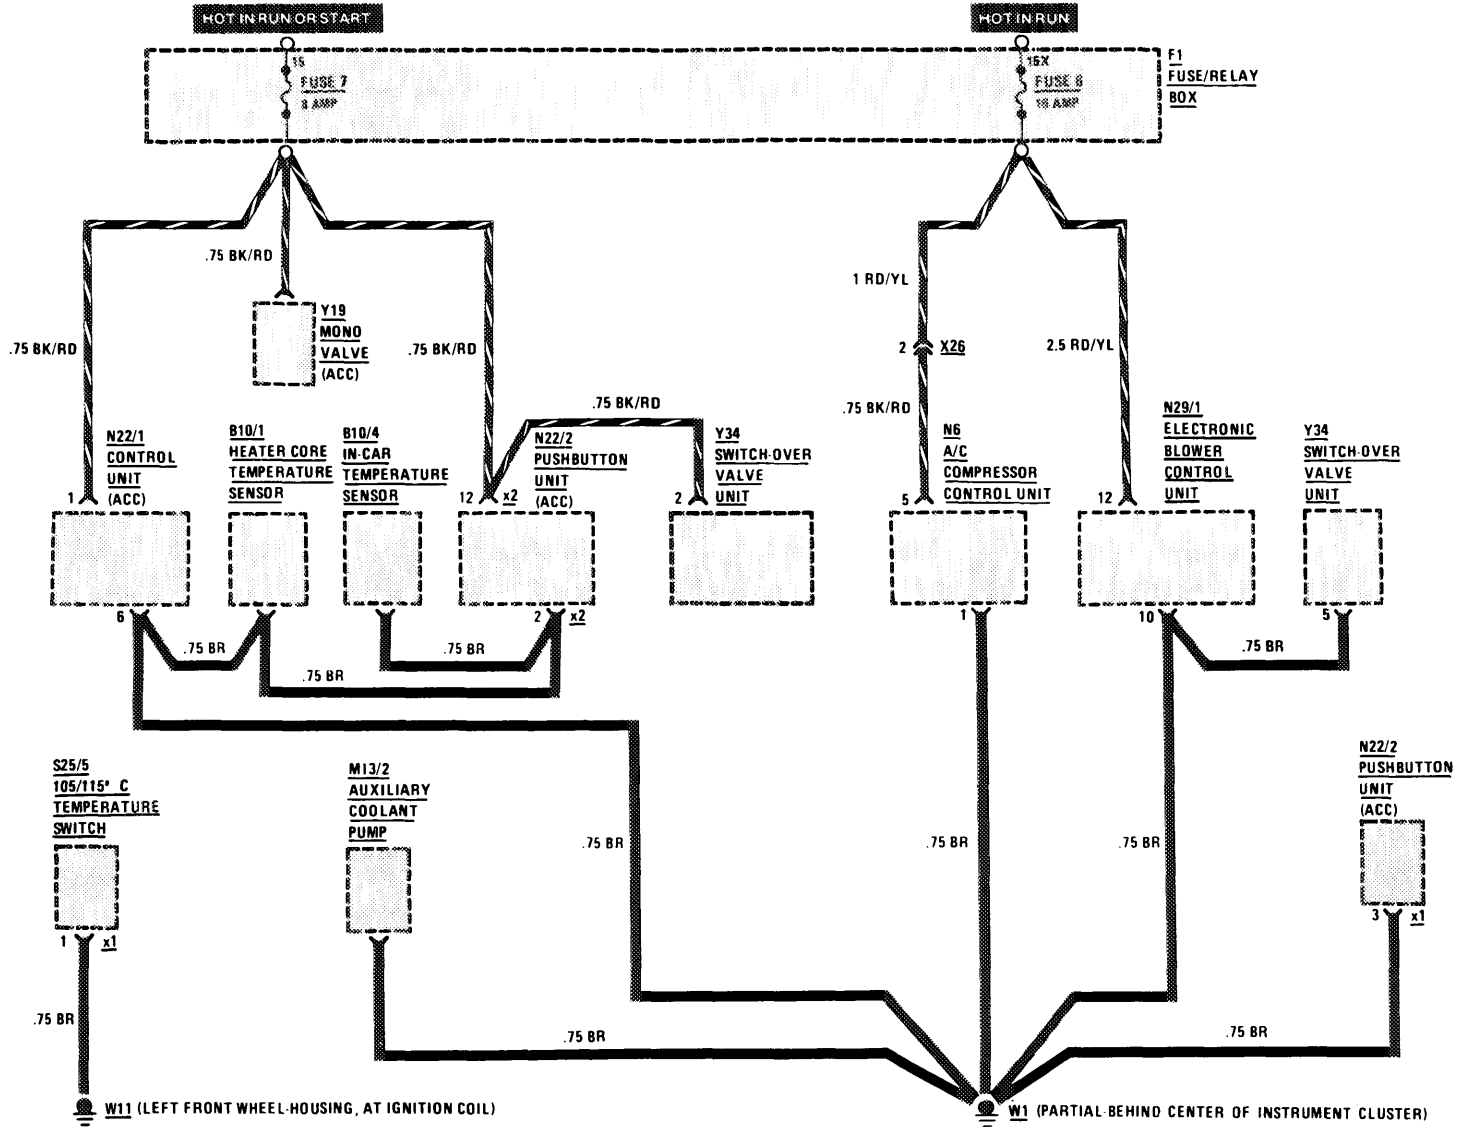 HOT IN RUN OR START
HOT IN RUN
15
FUSE 7
8 AMP
15X
FUSE 6
16 AMP
F1
FUSE/RELAY
BOX
.75 BK/RD
1 RD/YL
Y19
MONO
VALVE
(ACC)
.75 BK/RD
.75 BK/RD
2
X26
2.5 RD/YL
.75 BK/RD
.75 BK/RD
N22/1
CONTROL
UNIT
(ACC)
1
B10/1
HEATER CORE
TEMPERATURE
SENSOR
B10/4
IN-CAR
TEMPERATURE
SENSOR
N22/2
PUSHBUTTON
UNIT
(ACC)
12
x2
Y34
SWITCH-OVER
VALVE
UNIT
2
N6
A/C
COMPRESSOR
CONTROL UNIT
5
N29/1
ELECTRONIC
BLOWER
CONTROL
UNIT
12
Y34
SWITCH-OVER
VALVE
UNIT
6
2
x2
1
10
5
.75 BR
.75 BR
.75 BR
.75 BR
S25/5
105/115° C
TEMPERATURE
SWITCH
M13/2
AUXILIARY
COOLANT
PUMP
N22/2
PUSHBUTTON
UNIT
(ACC)
.75 BR
.75 BR
.75 BR
1
x1
3
x1
.75 BR
.75 BR
.75 BR
W11 (LEFT FRONT WHEEL-HOUSING, AT IGNITION COIL)
W1 (PARTIAL-BEHIND CENTER OF INSTRUMENT CLUSTER)